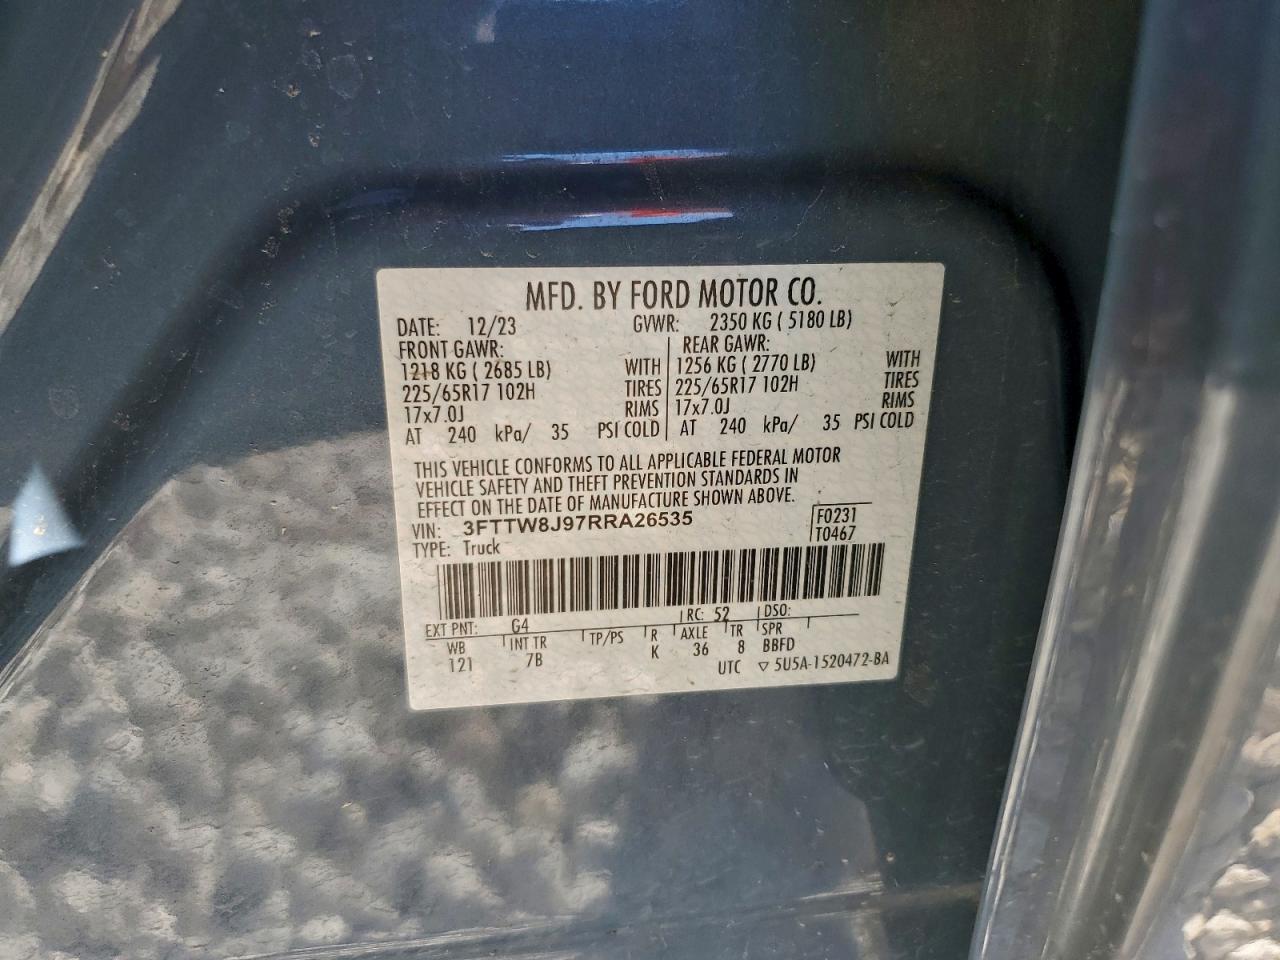 MFD. BY FORD MOTOR CO.
DATE: 12/23 GVWR: 2350 KG ( 5180 LB)
FRONT GAWR: REAR GAWR:
1218 KG ( 2685 LB) WITH 1256 KG ( 2770 LB) WITH
225/65R17 102H TIRES 225/65R17 102H TIRES
17x7.0J RIMS 17x7.0J RIMS
AT 240 kPa/ 35 PSI COLD AT 240 kPa/ 35 PSI COLD
THIS VEHICLE CONFORMS TO ALL APPLICABLE FEDERAL MOTOR
VEHICLE SAFETY AND THEFT PREVENTION STANDARDS IN
EFFECT ON THE DATE OF MANUFACTURE SHOWN ABOVE.
VIN: 3FTTW8J97RRA26535 F0231
TYPE: Truck T0467
EXT PNT: G4 RC: 52 DSO:
WB INT TR TP/PS R AXLE TR SPR
121 7B K 36 8 BBFD
UTC ▽ 5U5A-1520472-BA